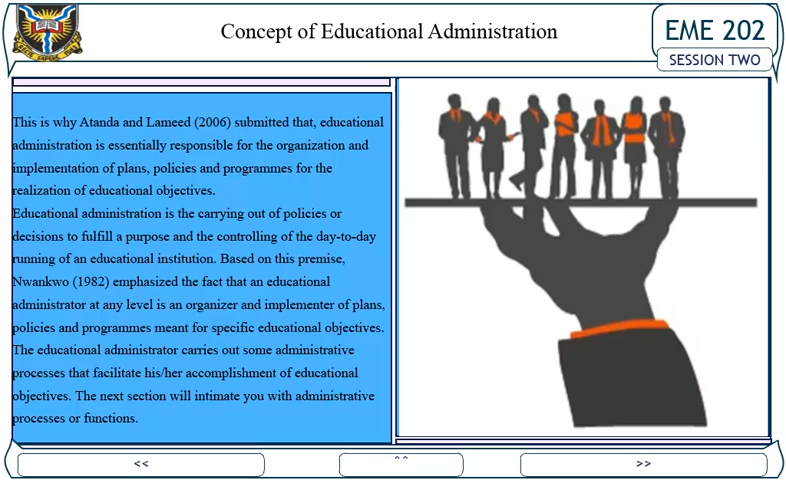 Concept of Educational Administration
EME 202
SESSION TWO
This is why Atanda and Lameed (2006) submitted that, educational
administration is essentially responsible for the organization and
implementation of plans, policies and programmes for the
realization of educational objectives.
Educational administration is the carrying out of policies or
decisions to fulfill a purpose and the controlling of the day-to-day
running of an educational institution. Based on this premise,
Nwankwo (1982) emphasized the fact that an educational
administrator at any level is an organizer and implementer of plans,
policies and programmes meant for specific educational objectives.
The educational administrator carries out some administrative
processes that facilitate his/her accomplishment of educational
objectives. The next section will intimate you with administrative
processes or functions.
<<
^^
>>